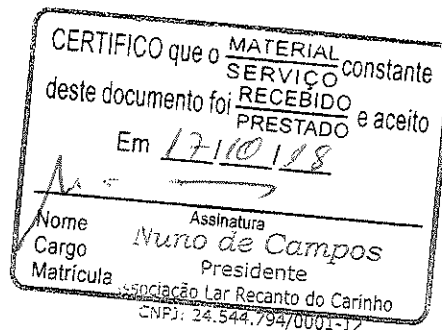 CERTIFICO que o MATERIAL
SERVIÇO constante
deste documento foi RECEBIDO
PRESTADO e aceito
Em 17/10/18
Nome Assinatura
Nuno de Campos
Cargo Presidente
Matrícula Associação Lar Recanto do Carinho
CNPJ: 24.544.794/0001-12